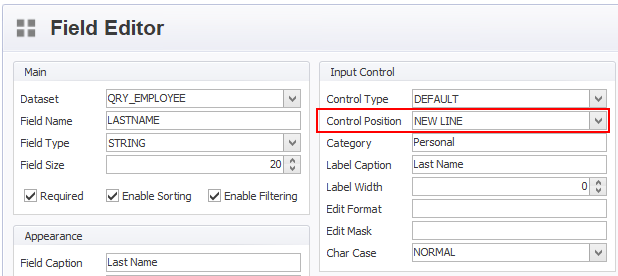 Field Editor
Main
Dataset QRY_EMPLOYEE
Field Name LASTNAME
Field Type STRING
Field Size 20
Required Enable Sorting Enable Filtering
Appearance
Field Caption Last Name
Input Control
Control Type DEFAULT
Control Position NEW LINE
Category Personal
Label Caption Last Name
Label Width 0
Edit Format
Edit Mask
Char Case NORMAL